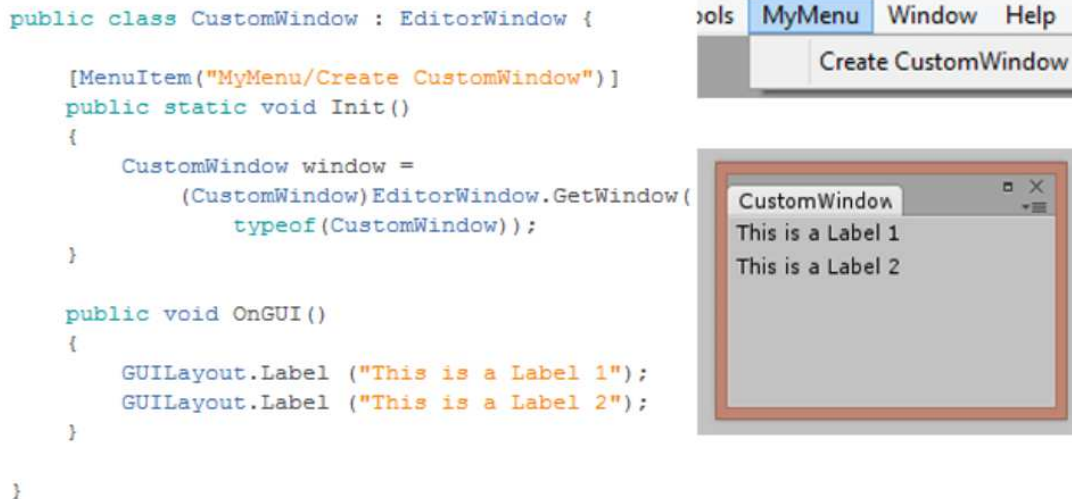 public class CustomWindow : EditorWindow {
[MenuItem("MyMenu/Create CustomWindow")]
public static void Init()
{
CustomWindow window =
(CustomWindow)EditorWindow.GetWindow(
typeof(CustomWindow));
}
public void OnGUI()
{
GUILayout.Label ("This is a Label 1");
GUILayout.Label ("This is a Label 2");
}
}
ools MyMenu Window Help
Create CustomWindow
CustomWindow
This is a Label 1
This is a Label 2